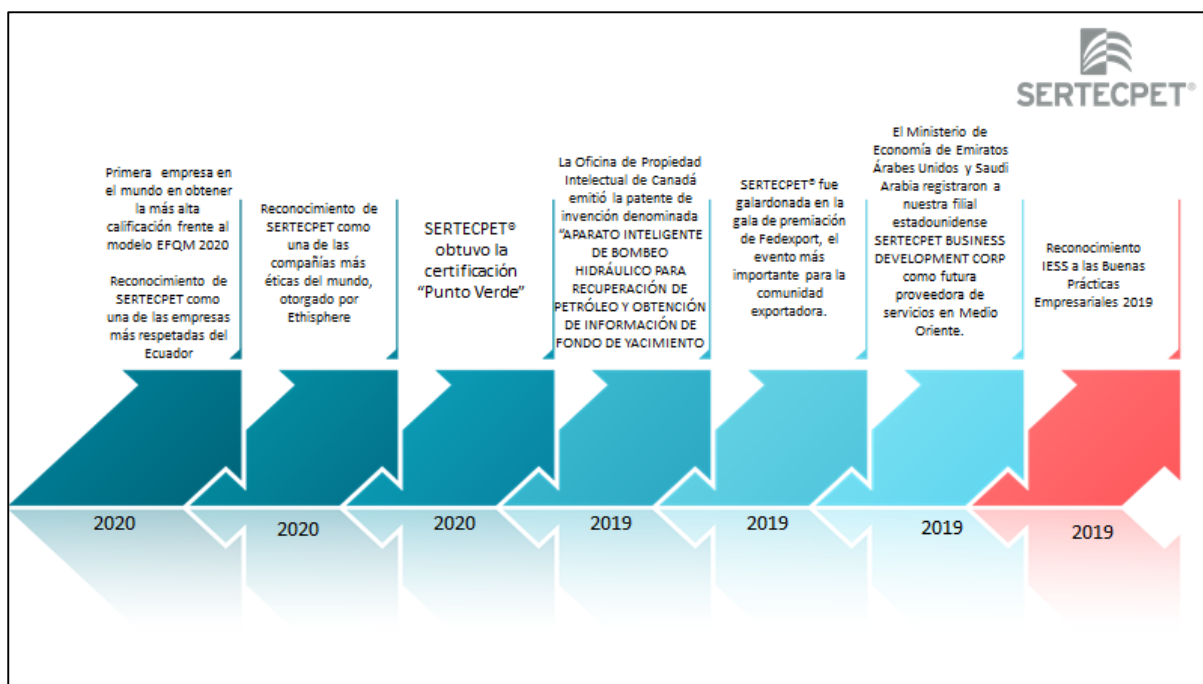 SERTECPET®
Primera empresa en
el mundo en obtener
la más alta
calificación frente al
modelo EFQM 2020
Reconocimiento de
SERTECPET como
una de las empresas
más respetadas del
Ecuador
Reconocimiento de
SERTECPET como
una de las
compañías más
éticas del mundo,
otorgado por
Ethisphere
SERTECPET®
obtuvo la
certificación
“Punto Verde”
La Oficina de Propiedad
Intelectual de Canadá
emitió la patente de
invención denominada
“APARATO INTELIGENTE
DE BOMBEO
HIDRÁULICO PARA
RECUPERACIÓN DE
PETRÓLEO Y OBTENCIÓN
DE INFORMACIÓN DE
FONDO DE YACIMIENTO
SERTECPET® fue
galardonada en la
gala de premiación
de Fedexport, el
evento más
importante para la
comunidad
exportadora.
El Ministerio de
Economía de Emiratos
Árabes Unidos y Saudi
Arabia registraron a
nuestra filial
estadounidense
SERTECPET BUSINESS
DEVELOPMENT CORP
como futura
proveedora de
servicios en Medio
Oriente.
Reconocimiento
IESS a las Buenas
Prácticas
Empresariales 2019
2020
2020
2020
2019
2019
2019
2019